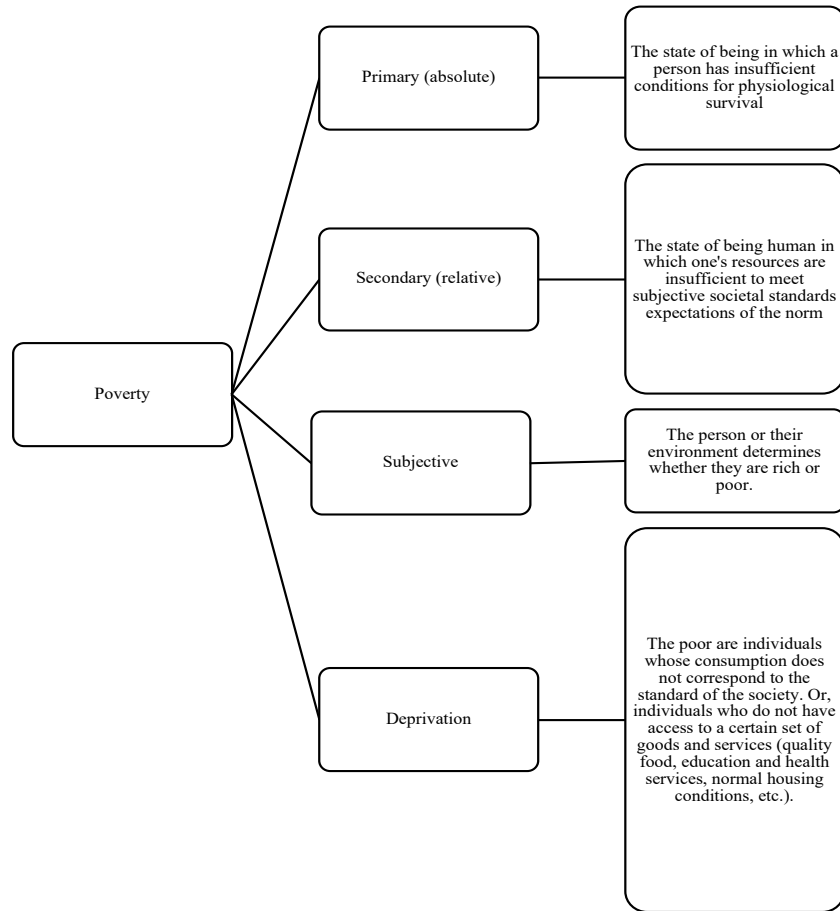 Poverty
Primary (absolute)
The state of being in which a
person has insufficient
conditions for physiological
survival
Secondary (relative)
The state of being human in
which one's resources are
insufficient to meet
subjective societal standards
expectations of the norm
Subjective
The person or their
environment determines
whether they are rich or
poor.
Deprivation
The poor are individuals
whose consumption does
not correspond to the
standard of the society. Or,
individuals who do not have
access to a certain set of
goods and services (quality
food, education and health
services, normal housing
conditions, etc.).